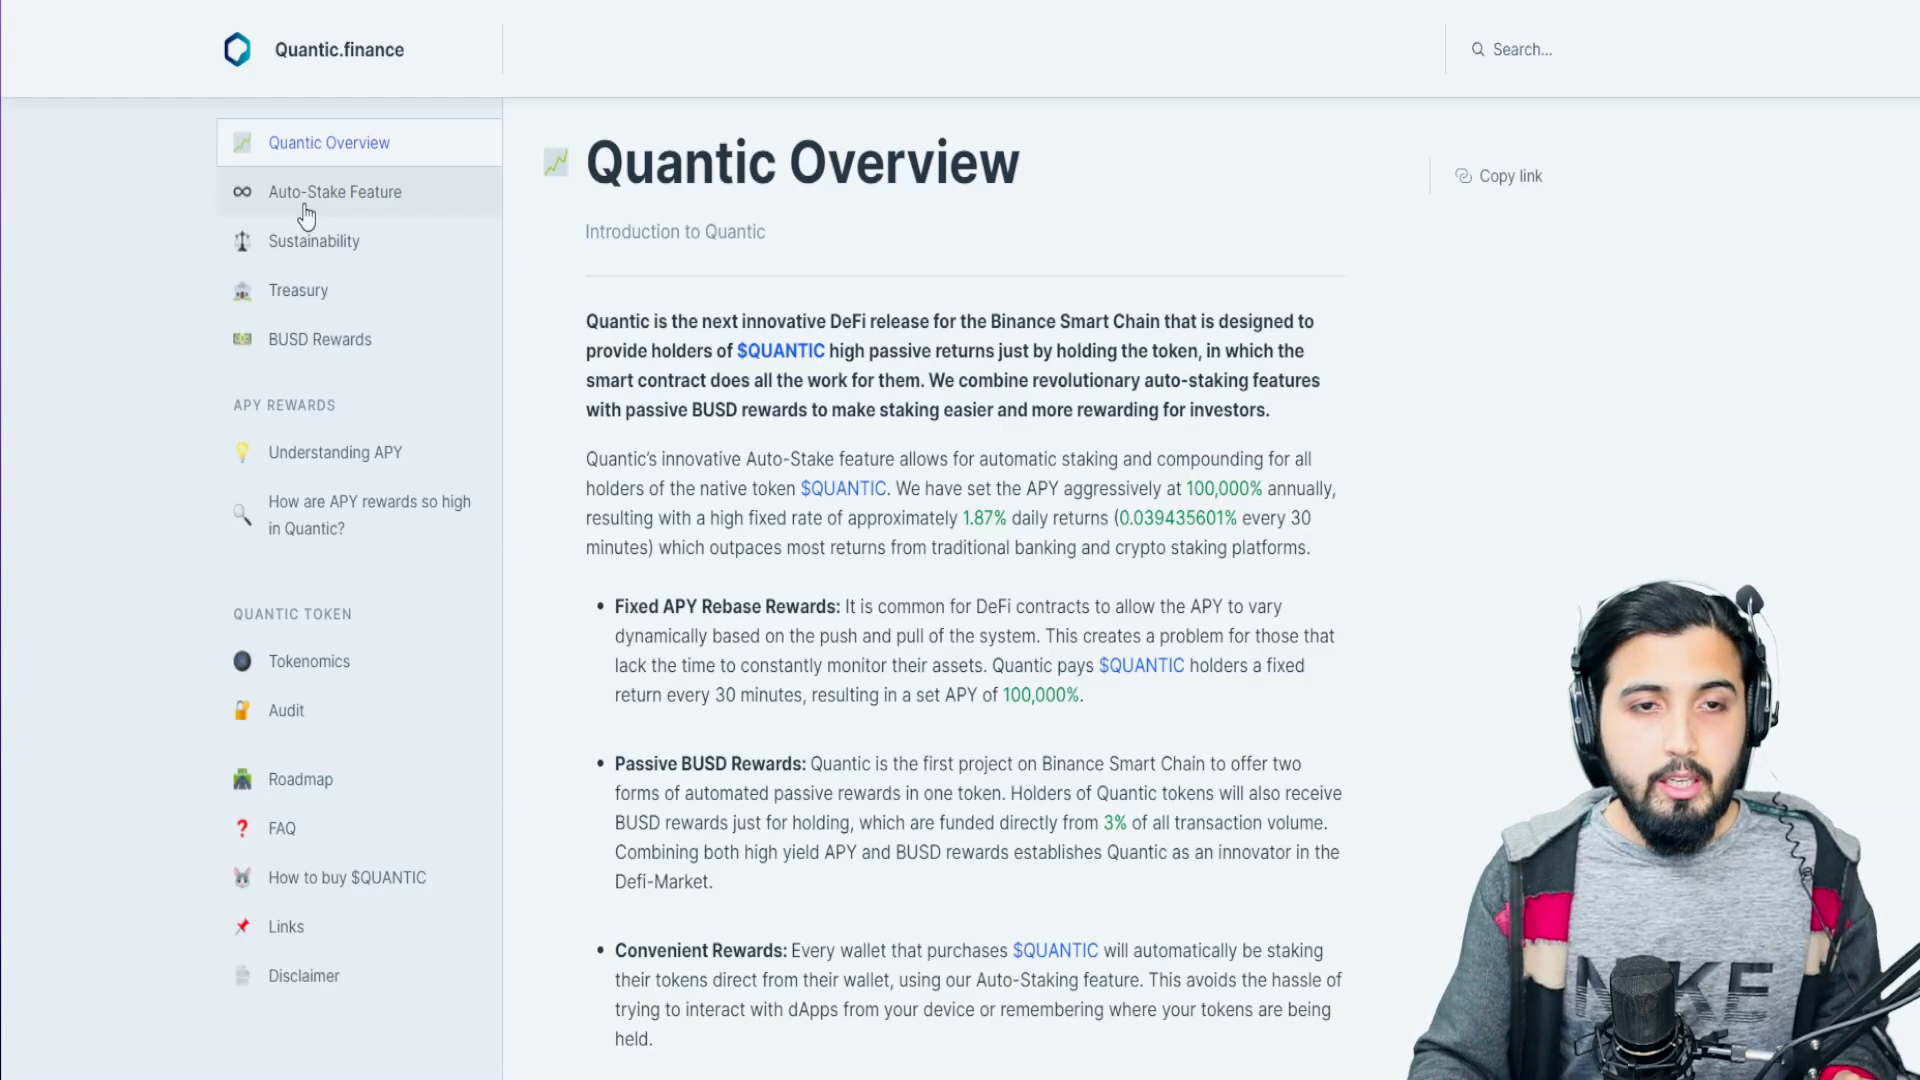 Quantic.finance
Search...
Quantic Overview
Auto-Stake Feature
Sustainability
Treasury
BUSD Rewards
APY REWARDS
Understanding APY
How are APY rewards so high
in Quantic?
QUANTIC TOKEN
Tokenomics
Audit
Roadmap
FAQ
How to buy $QUANTIC
Links
Disclaimer
Quantic Overview
Copy link
Introduction to Quantic
Quantic is the next innovative DeFi release for the Binance Smart Chain that is designed to
provide holders of $QUANTIC high passive returns just by holding the token, in which the
smart contract does all the work for them. We combine revolutionary auto-staking features
with passive BUSD rewards to make staking easier and more rewarding for investors.
Quantic's innovative Auto-Stake feature allows for automatic staking and compounding for all
holders of the native token $QUANTIC. We have set the APY aggressively at 100,000% annually,
resulting with a high fixed rate of approximately 1.87% daily returns (0.039435601% every 30
minutes) which outpaces most returns from traditional banking and crypto staking platforms.
• Fixed APY Rebase Rewards: It is common for DeFi contracts to allow the APY to vary
dynamically based on the push and pull of the system. This creates a problem for those that
lack the time to constantly monitor their assets. Quantic pays $QUANTIC holders a fixed
return every 30 minutes, resulting in a set APY of 100,000%.
• Passive BUSD Rewards: Quantic is the first project on Binance Smart Chain to offer two
forms of automated passive rewards in one token. Holders of Quantic tokens will also receive
BUSD rewards just for holding, which are funded directly from 3% of all transaction volume.
Combining both high yield APY and BUSD rewards establishes Quantic as an innovator in the
Defi-Market.
• Convenient Rewards: Every wallet that purchases $QUANTIC will automatically be staking
their tokens direct from their wallet, using our Auto-Staking feature. This avoids the hassle of
trying to interact with dApps from your device or remembering where your tokens are being
held.
NIKE